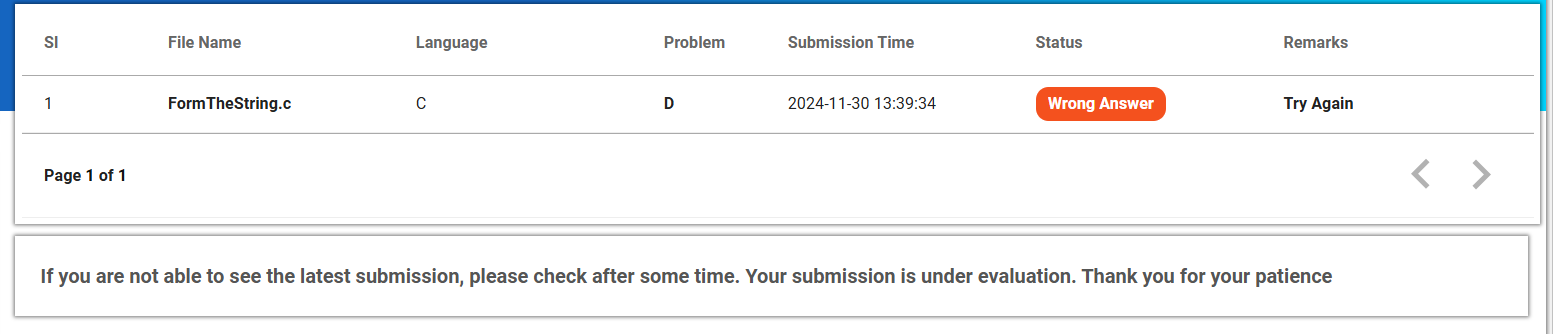 SI File Name Language Problem Submission Time Status Remarks
1 FormTheString.c C D 2024-11-30 13:39:34 Wrong Answer Try Again
Page 1 of 1
If you are not able to see the latest submission, please check after some time. Your submission is under evaluation. Thank you for your patience